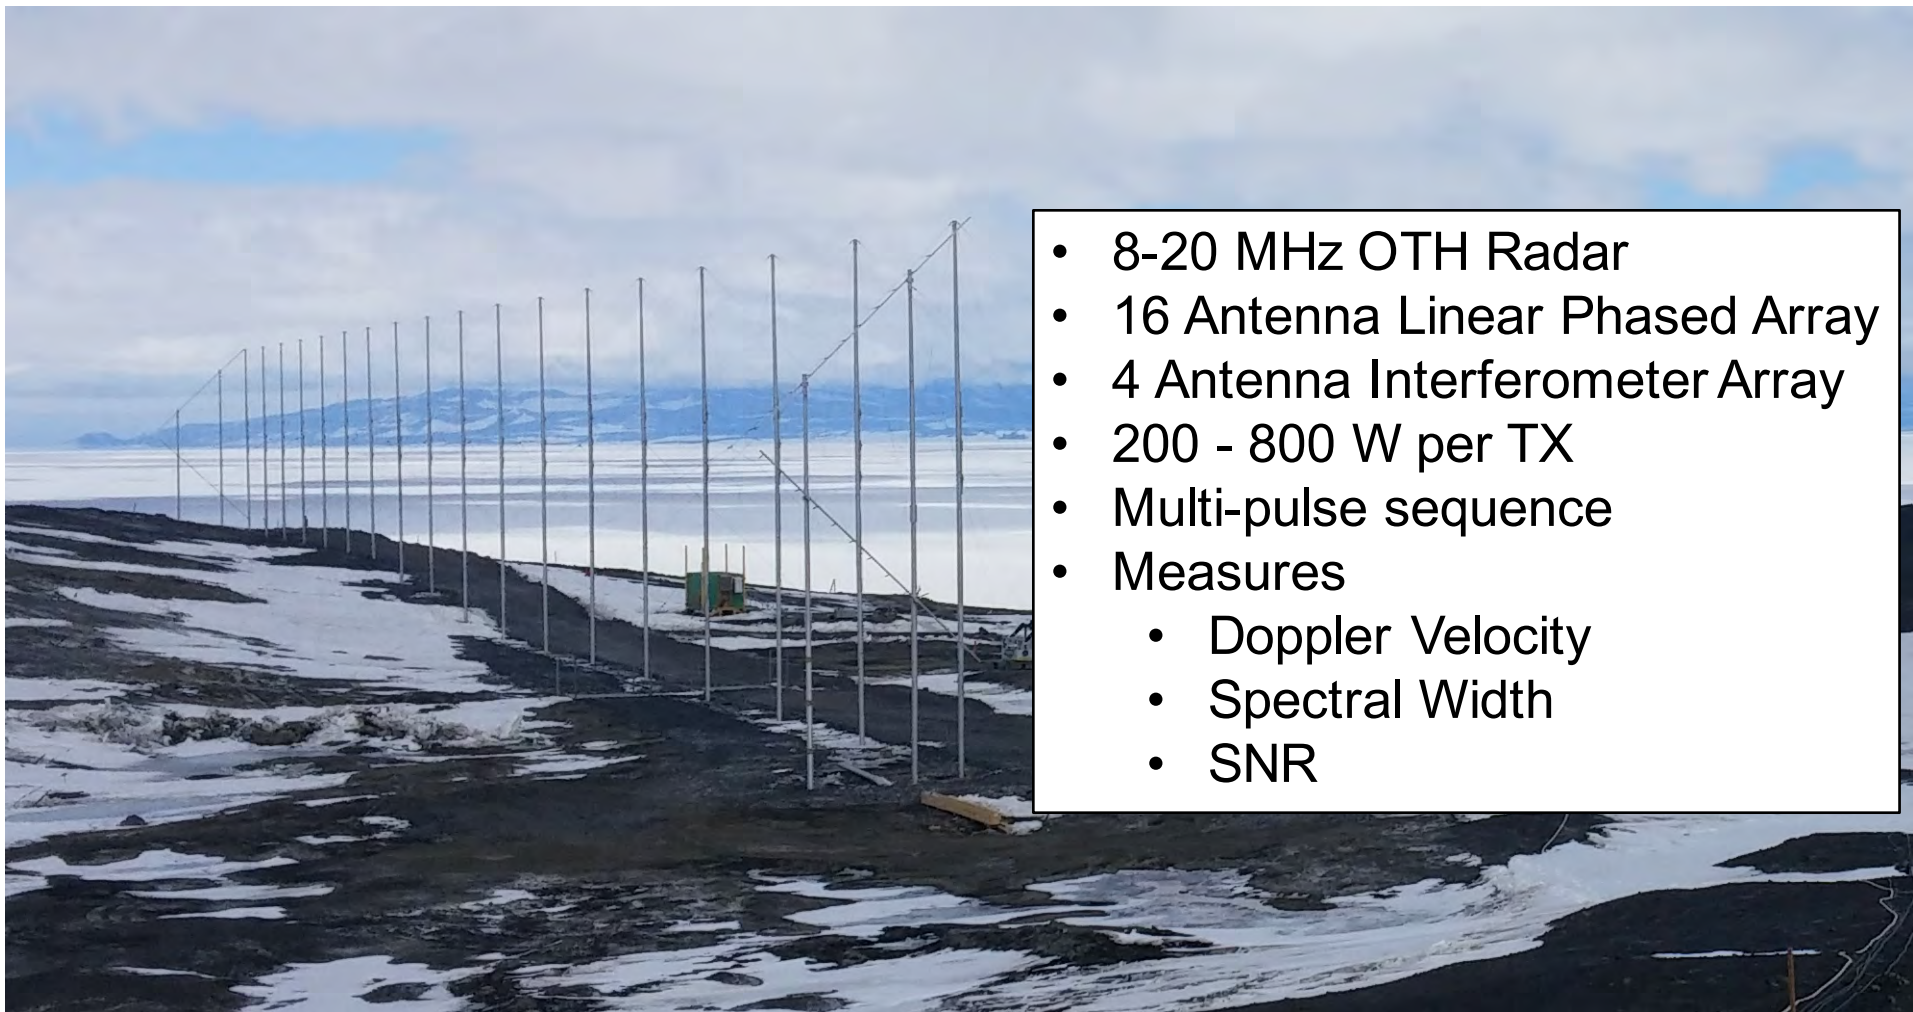 • 8-20 MHz OTH Radar
• 16 Antenna Linear Phased Array
• 4 Antenna Interferometer Array
• 200 - 800 W per TX
• Multi-pulse sequence
• Measures
• Doppler Velocity
• Spectral Width
• SNR